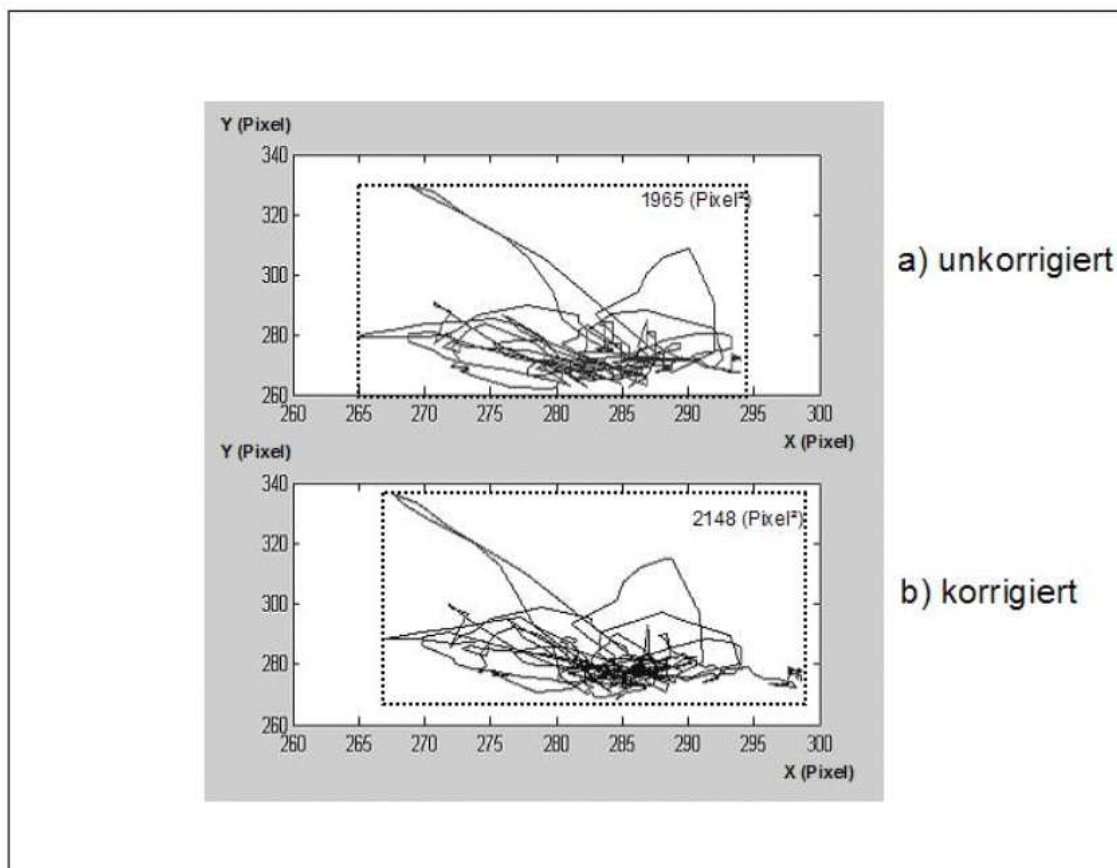 Y (Pixel)
340
320
300
280
260
1965 (Pixel²)
260 265 270 275 280 285 290 295 300
X (Pixel)
a) unkorrigiert
Y (Pixel)
340
320
300
280
260
2148 (Pixel²)
260 265 270 275 280 285 290 295 300
X (Pixel)
b) korrigiert